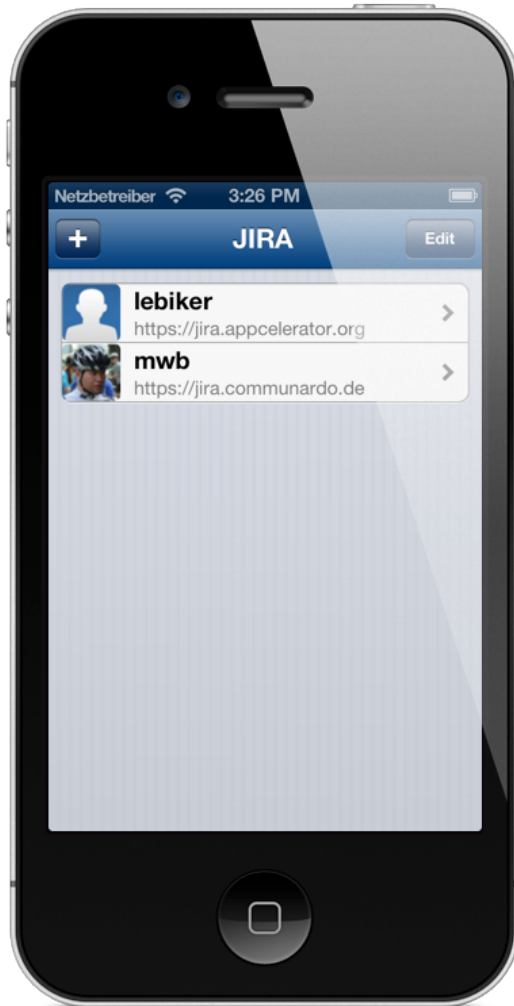 Netzbetreiber 3:26 PM
+ JIRA Edit
lebiker
https://jira.appcelerator.org
mwb
https://jira.communardo.de